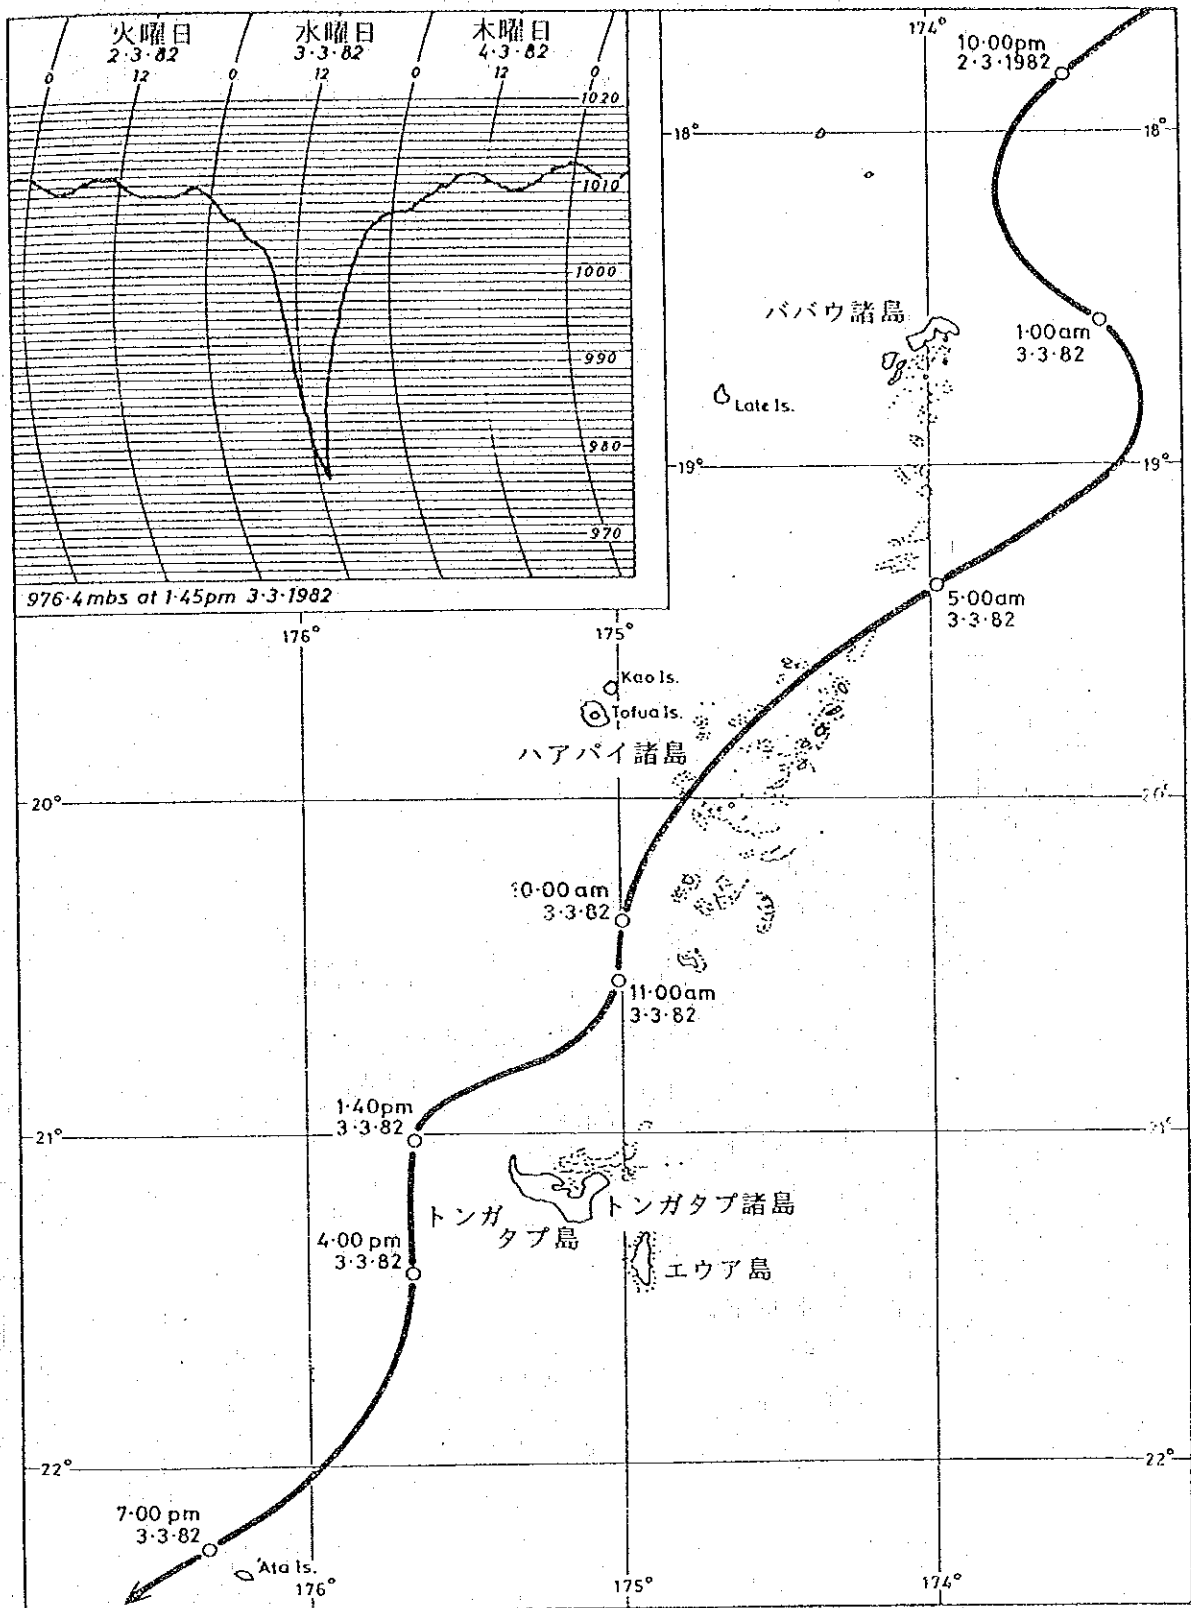 火曜日 水曜日 木曜日
2·3·82 3·3·82 4·3·82
0 12 0 12 0 12 0
1020
1010
1000
990
980
970
976·4mbs at 1·45pm 3·3·1982
174°
10·00pm
2·3·1982
18° 18°
ババウ諸島
1·00am
3·3·82
Late Is.
19° 19°
5·00am
3·3·82
176° 175°
Kao Is.
Tofua Is.
ハアパイ諸島
20° 20°
10·00am
3·3·82
11·00am
3·3·82
1·40pm
3·3·82
21° 21°
トンガタプ諸島
トンガ
タプ島
4·00 pm
3·3·82
エウア島
22° 22°
7·00 pm
3·3·82
'Ata Is.
176° 175° 174°